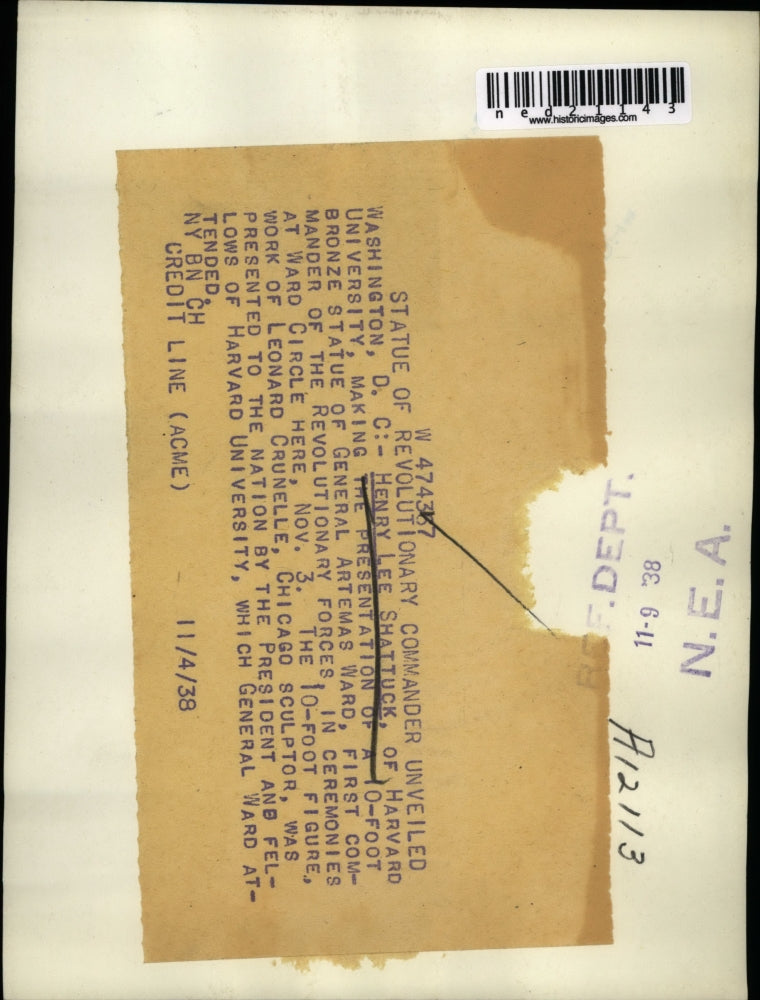 ned21143
www.historicimages.com
N.E.A.
11-9 38
REF.DEPT.
A12113
W 474367
STATUE OF REVOLUTIONARY COMMANDER UNVEILED
WASHINGTON, D. C:- HENRY LEE SHATTUCK, OF HARVARD
UNIVERSITY, MAKING THE PRESENTATION OF A 10-FOOT
BRONZE STATUE OF GENERAL ARTEMAS WARD, FIRST COM-
MANDER OF THE REVOLUTIONARY FORCES, IN CEREMONIES
AT WARD CIRCLE HERE, NOV. 3. THE 10-FOOT FIGURE,
WORK OF LEONARD CRUNELLE, CHICAGO SCULPTOR, WAS
PRESENTED TO THE NATION BY THE PRESIDENT AND FEL-
LOWS OF HARVARD UNIVERSITY, WHICH GENERAL WARD AT-
TENDED.
NY BN CH
CREDIT LINE (ACME) 11/4/38